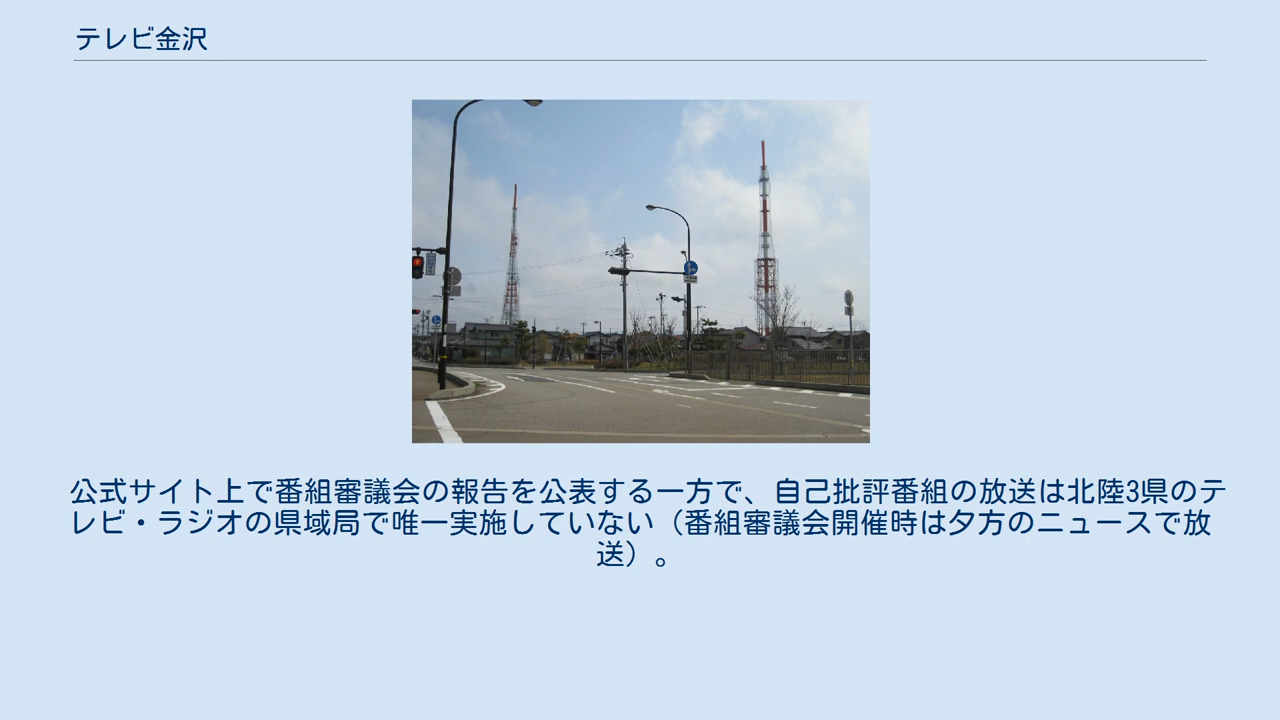 テレビ金沢
公式サイト上で番組審議会の報告を公表する一方で、自己批評番組の放送は北陸3県のテ
レビ・ラジオの県域局で唯一実施していない（番組審議会開催時は夕方のニュースで放
送）。